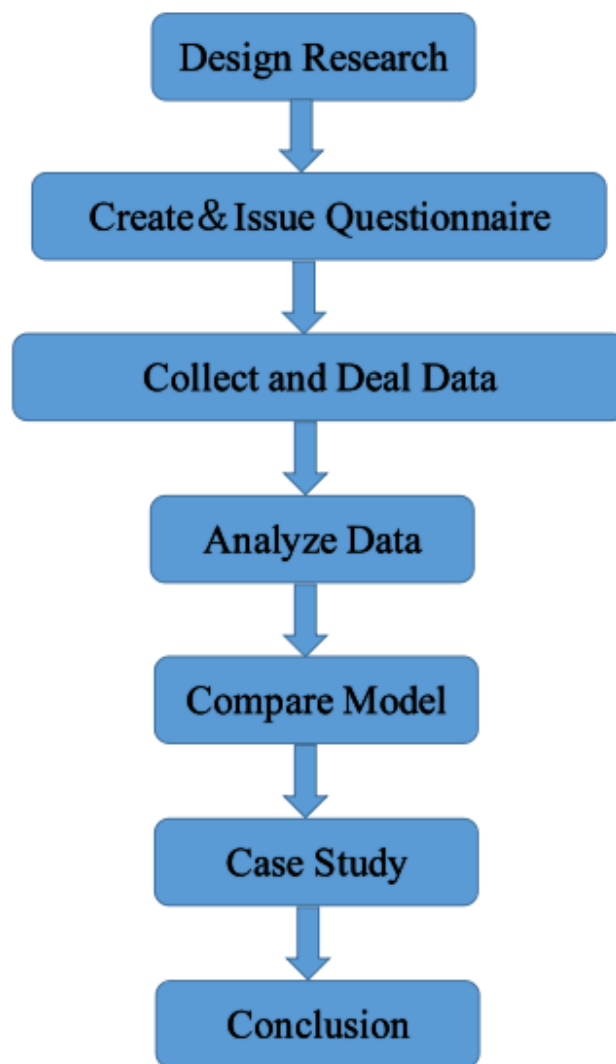 Design Research
Create＆Issue Questionnaire
Collect and Deal Data
Analyze Data
Compare Model
Case Study
Conclusion